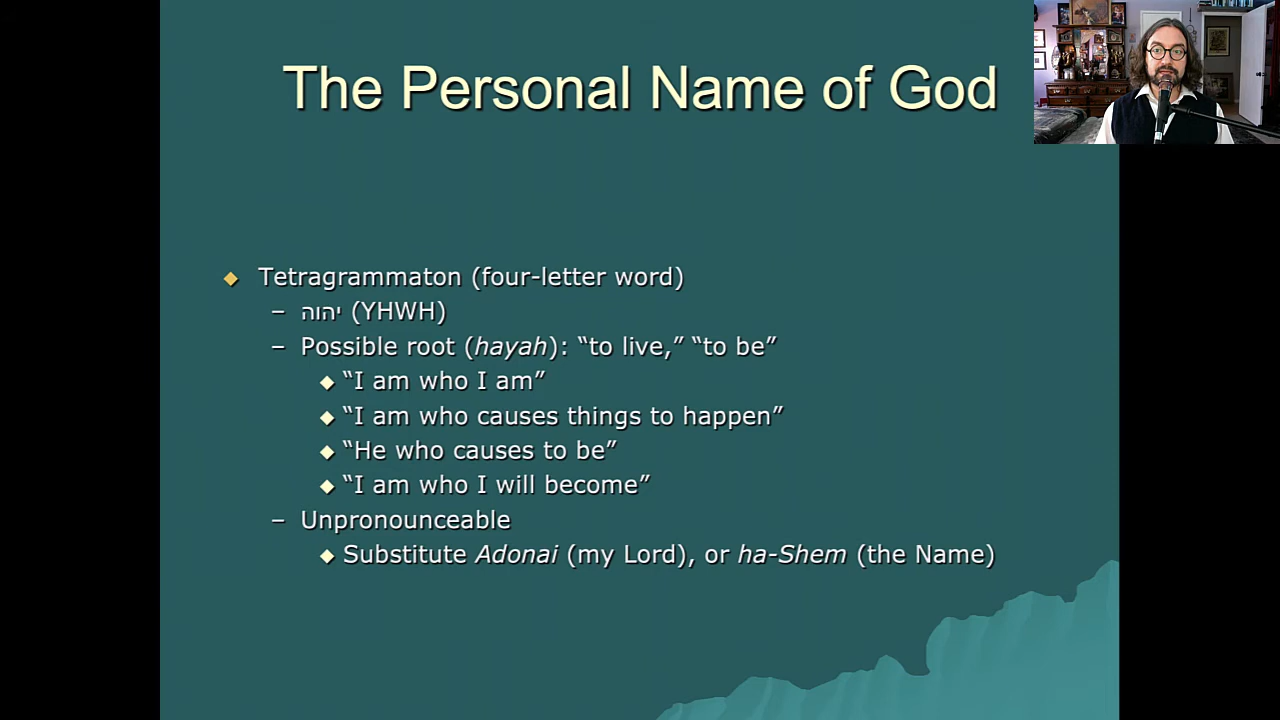 The Personal Name of God
Tetragrammaton (four-letter word)
– יהוה (YHWH)
– Possible root (hayah): “to live,” “to be”
“I am who I am”
“I am who causes things to happen”
“He who causes to be”
“I am who I will become”
– Unpronounceable
Substitute Adonai (my Lord), or ha-Shem (the Name)